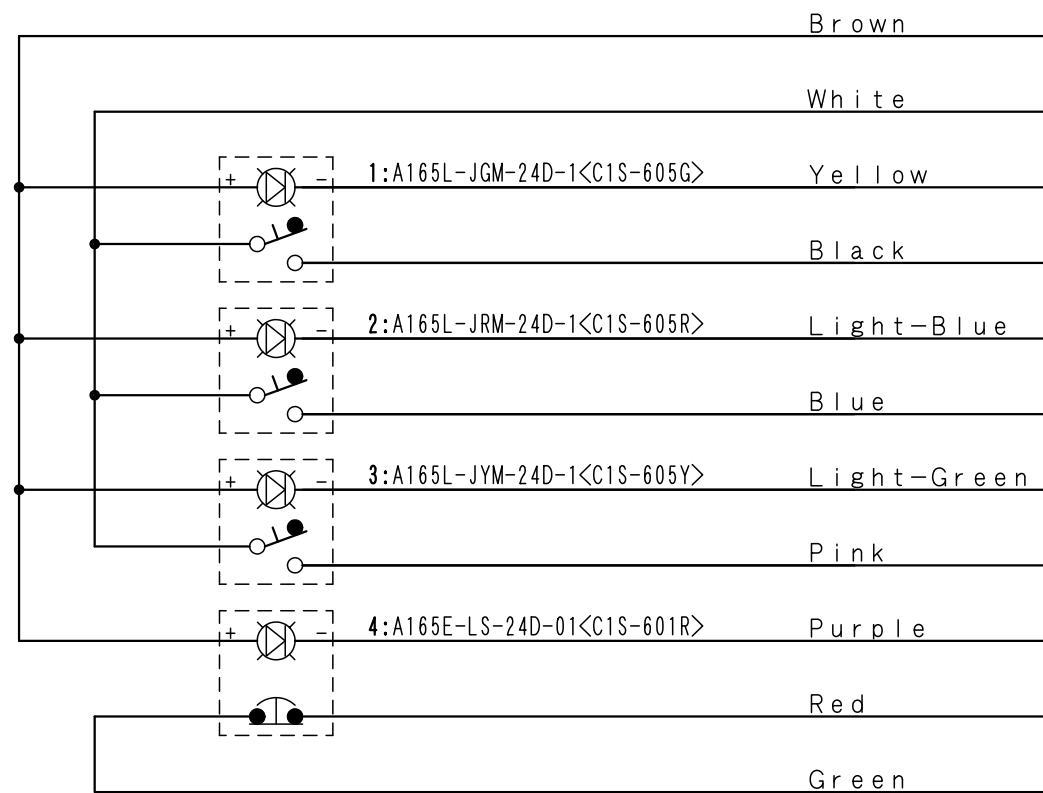 Brown
White
+ - 1:A165L-JGM-24D-1<C1S-605G> Yellow
Black
+ - 2:A165L-JRM-24D-1<C1S-605R> Light-Blue
Blue
+ - 3:A165L-JYM-24D-1<C1S-605Y> Light-Green
Pink
+ - 4:A165E-LS-24D-01<C1S-601R> Purple
Red
Green